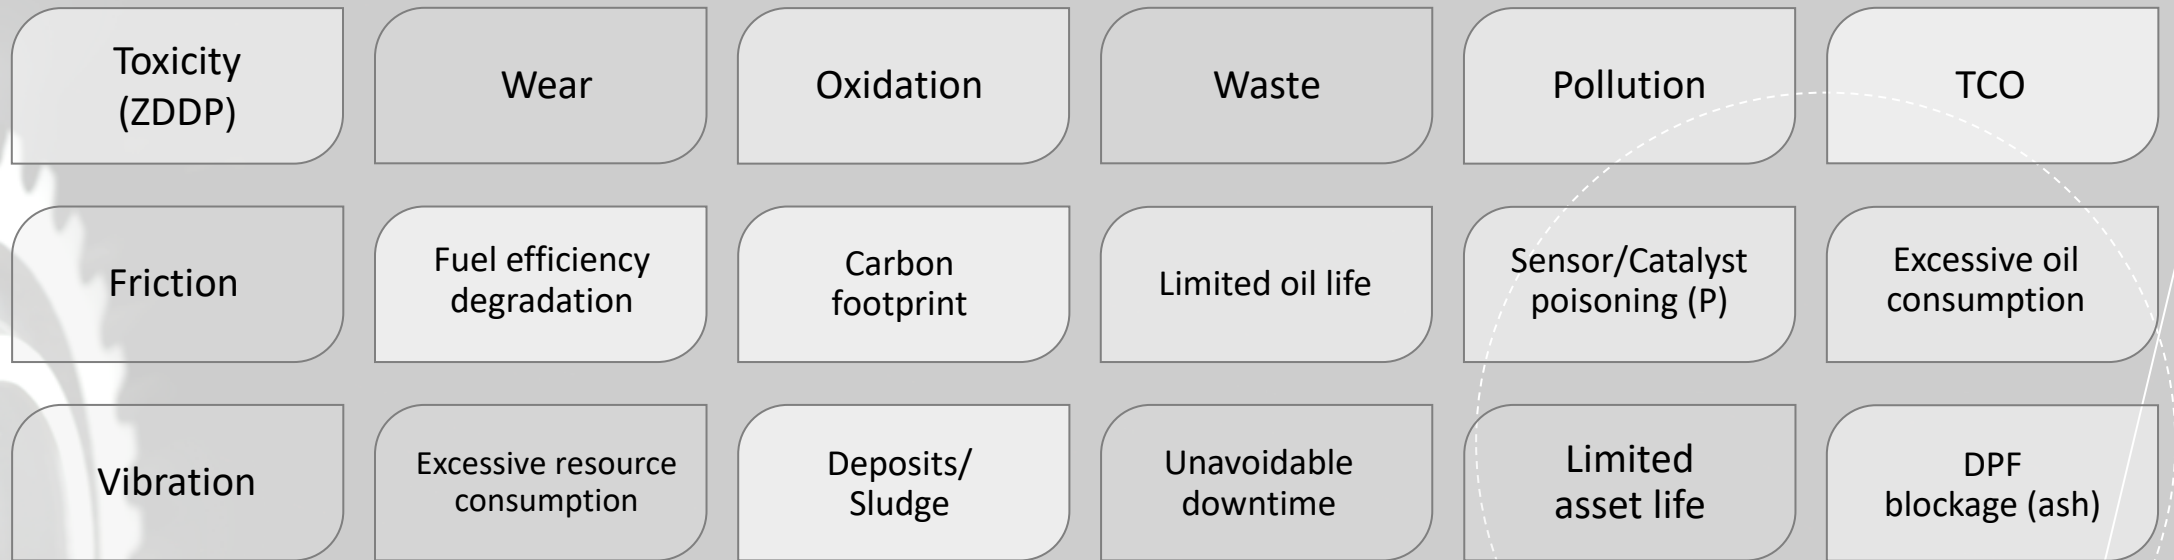 Toxicity
(ZDDP)
Wear
Oxidation
Waste
Pollution
TCO
Friction
Fuel efficiency
degradation
Carbon
footprint
Limited oil life
Sensor/Catalyst
poisoning (P)
Excessive oil
consumption
Vibration
Excessive resource
consumption
Deposits/
Sludge
Unavoidable
downtime
Limited
asset life
DPF
blockage (ash)